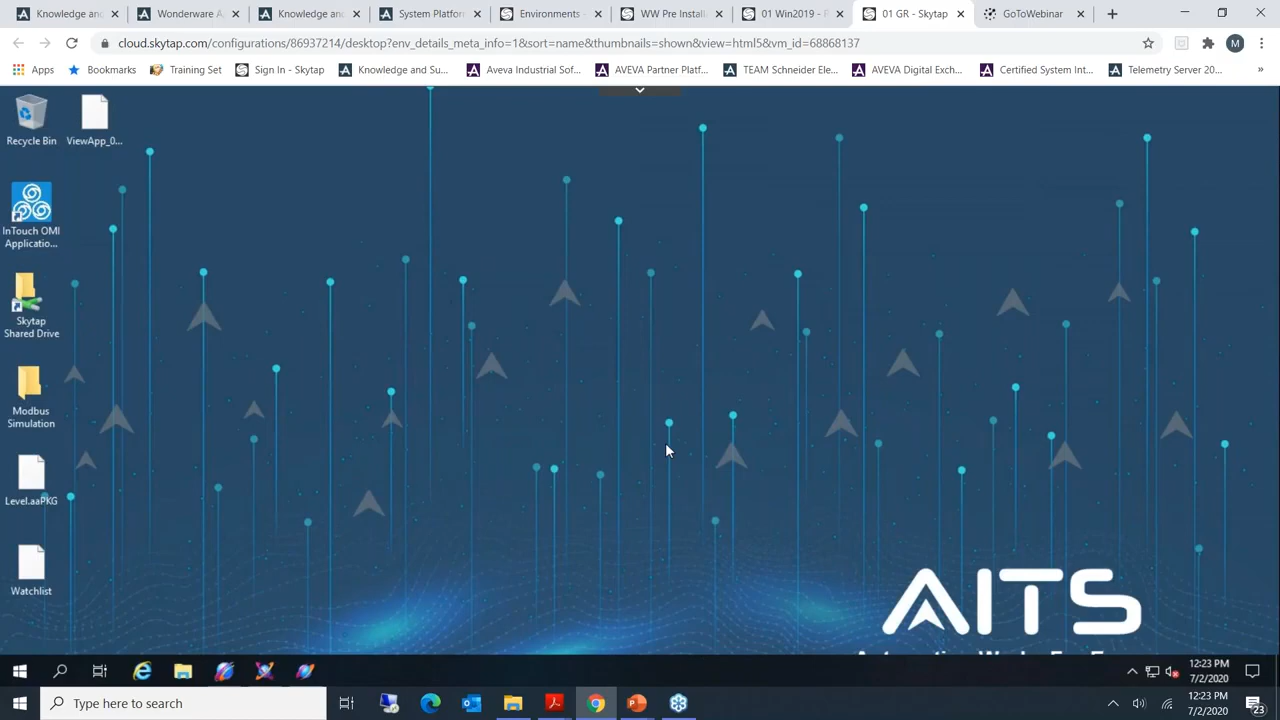 Knowledge and
Wonderware A
Knowledge and
System Platform
Environments -
WW Pre Install
01 Win2019 -
01 GR - Skytap
GoToWebinar
cloud.skytap.com/configurations/86937214/desktop?env_details_meta_info=1&sort=name&thumbnails=shown&view=html5&vm_id=68868137
M
Apps
Bookmarks
Training Set
Sign In - Skytap
Knowledge and Su...
Aveva Industrial Sof...
AVEVA Partner Platf...
TEAM Schneider Ele...
AVEVA Digital Exch...
Certified System Int...
Telemetry Server 20...
»
Recycle Bin
ViewApp_0...
InTouch OMI
Applicatio...
Skytap
Shared Drive
Modbus
Simulation
Level.aaPKG
Watchlist
AITS
12:23 PM
7/2/2020
Type here to search
12:23 PM
7/2/2020
23